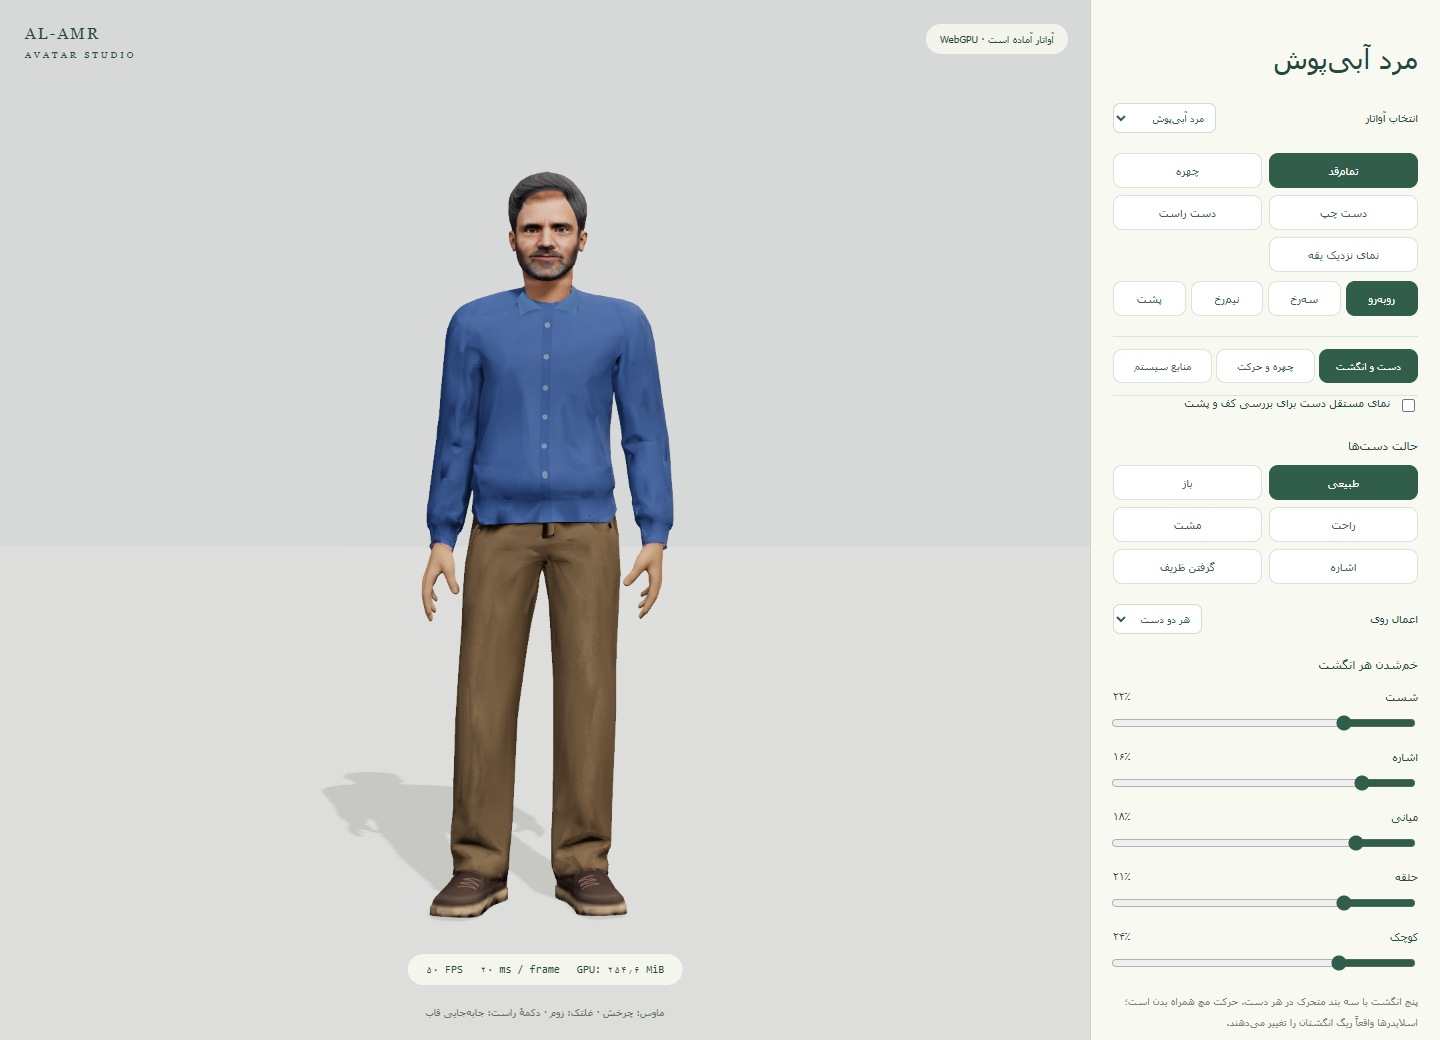 AL-AMR
AVATAR STUDIO
آواتار آماده است · WebGPU
مرد آبی‌پوش
انتخاب آواتار
مرد آبی‌پوش
تمام‌قد
چهره
دست چپ
دست راست
نمای نزدیک یقه
روبه‌رو
سه‌رخ
نیم‌رخ
پشت
دست و انگشت
چهره و حرکت
منابع سیستم
نمای مستقل دست برای بررسی کف و پشت
حالت دست‌ها
طبیعی
باز
راحت
مشت
اشاره
گرفتن ظریف
اعمال روی
هر دو دست
خم‌شدن هر انگشت
شست
۲۲٪
اشاره
۱۶٪
میانی
۱۸٪
حلقه
۲۱٪
کوچک
۲۴٪
پنج انگشت با سه بند متحرک در هر دست. حرکت مچ همراه بدن است؛
اسلایدرها واقعاً ریگ انگشتان را تغییر می‌دهند.
۵۰ FPS ۲۰ ms / frame GPU: ۲۵۴٫۶ MiB
ماوس: چرخش · غلتک: زوم · دکمهٔ راست: جابه‌جایی قاب